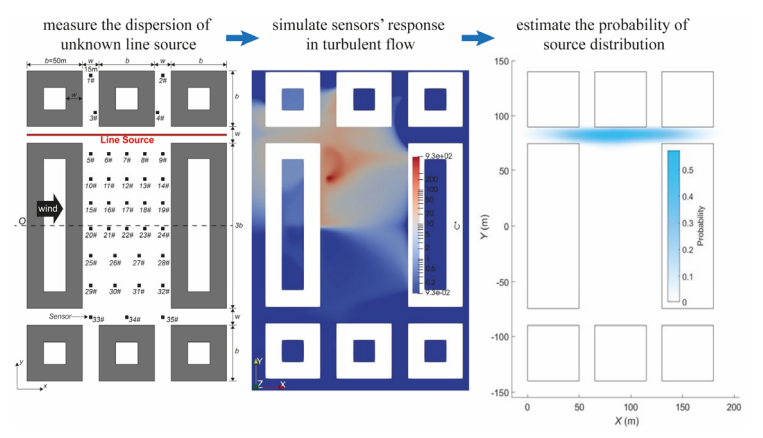 measure the dispersion of
unknown line source
simulate sensors' response
in turbulent flow
estimate the probability of
source distribution
b=50m w b w b
15m
1# 2#
w
b
3# 4#
w
Line Source
5# 6# 7# 8# 9#
10# 11# 12# 13# 14#
wind
15# 16# 17# 18# 19#
O
3b
20# 21# 22# 23# 24#
25# 26# 27# 28#
29# 30# 31# 32#
Sensor
33# 34# 35#
w
b
y
x
9.3e+02
C*
9.3e-02
Y
Z
X
150
100
50
0
-50
-100
-150
Y (m)
0.5
0.4
0.3
0.2
0.1
0
Probability
0 50 100 150 200
X (m)